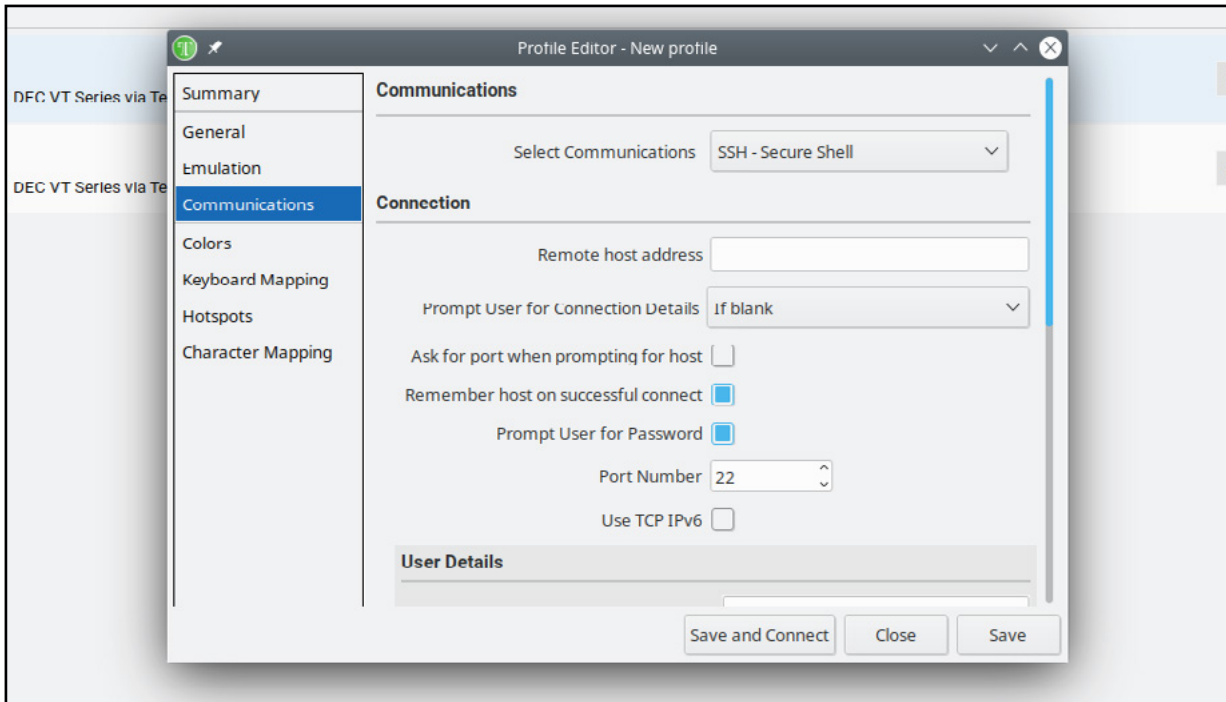 Profile Editor - New profile
DEC VT Series via Te
DEC VT Series via Te
Summary
General
Emulation
Communications
Colors
Keyboard Mapping
Hotspots
Character Mapping
Communications
Select Communications SSH - Secure Shell
Connection
Remote host address
Prompt User for Connection Details If blank
Ask for port when prompting for host
Remember host on successful connect
Prompt User for Password
Port Number 22
Use TCP IPv6
User Details
Save and Connect Close Save